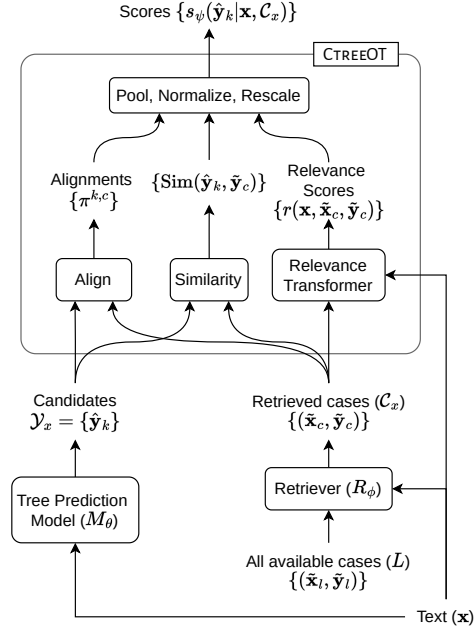 Scores {s_ψ(ŷ_k|x, C_x)}
CTREEOT
Pool, Normalize, Rescale
Alignments
{π^{k,c}}
{Sim(ŷ_k, ỹ_c)}
Relevance
Scores
{r(x, x̃_c, ỹ_c)}
Align
Similarity
Relevance
Transformer
Candidates
𝒴_x = {ŷ_k}
Retrieved cases (C_x)
{(x̃_c, ỹ_c)}
Tree Prediction
Model (M_θ)
Retriever (R_ϕ)
All available cases (L)
{(x̃_l, ỹ_l)}
Text (x)